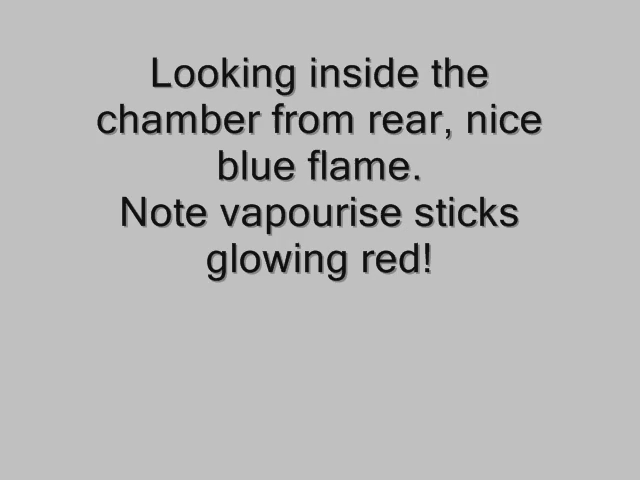 Looking inside the
chamber from rear, nice
blue flame.
Note vapourise sticks
glowing red!